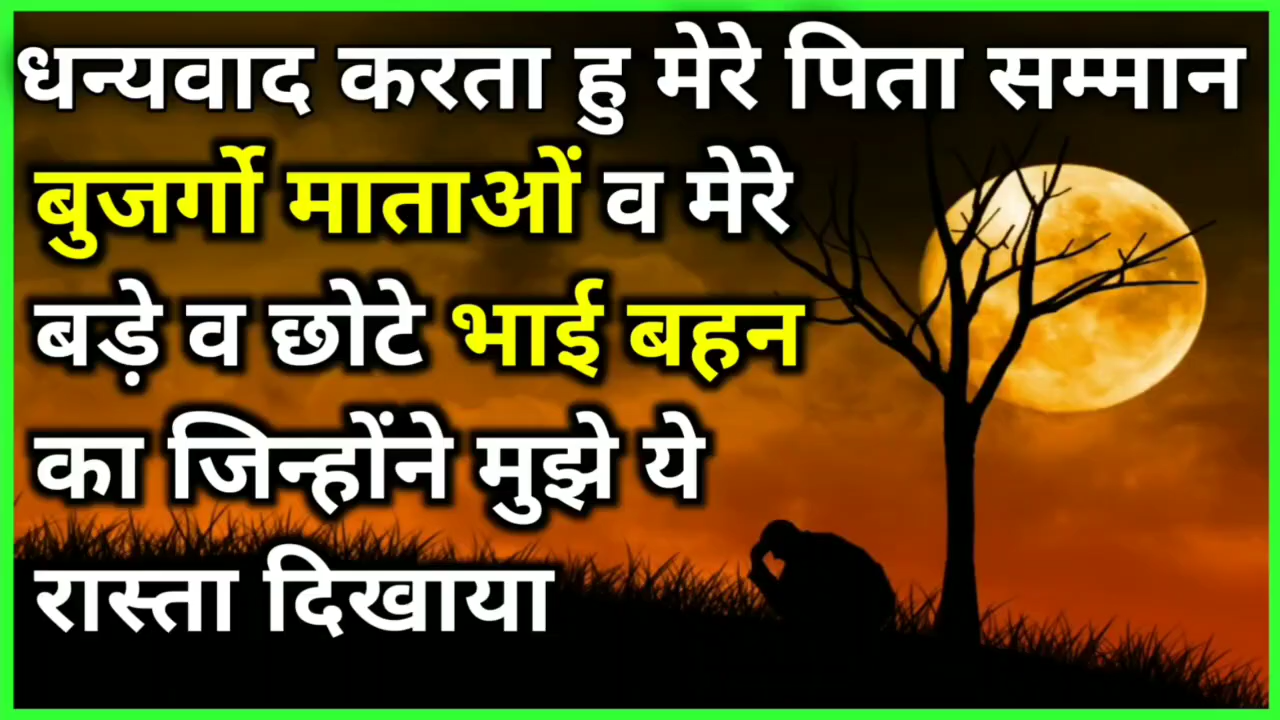 धन्यवाद करता हु मेरे पिता सम्मान
बुजर्गो माताओं व मेरे
बड़े व छोटे भाई बहन
का जिन्होंने मुझे ये
रास्ता दिखाया